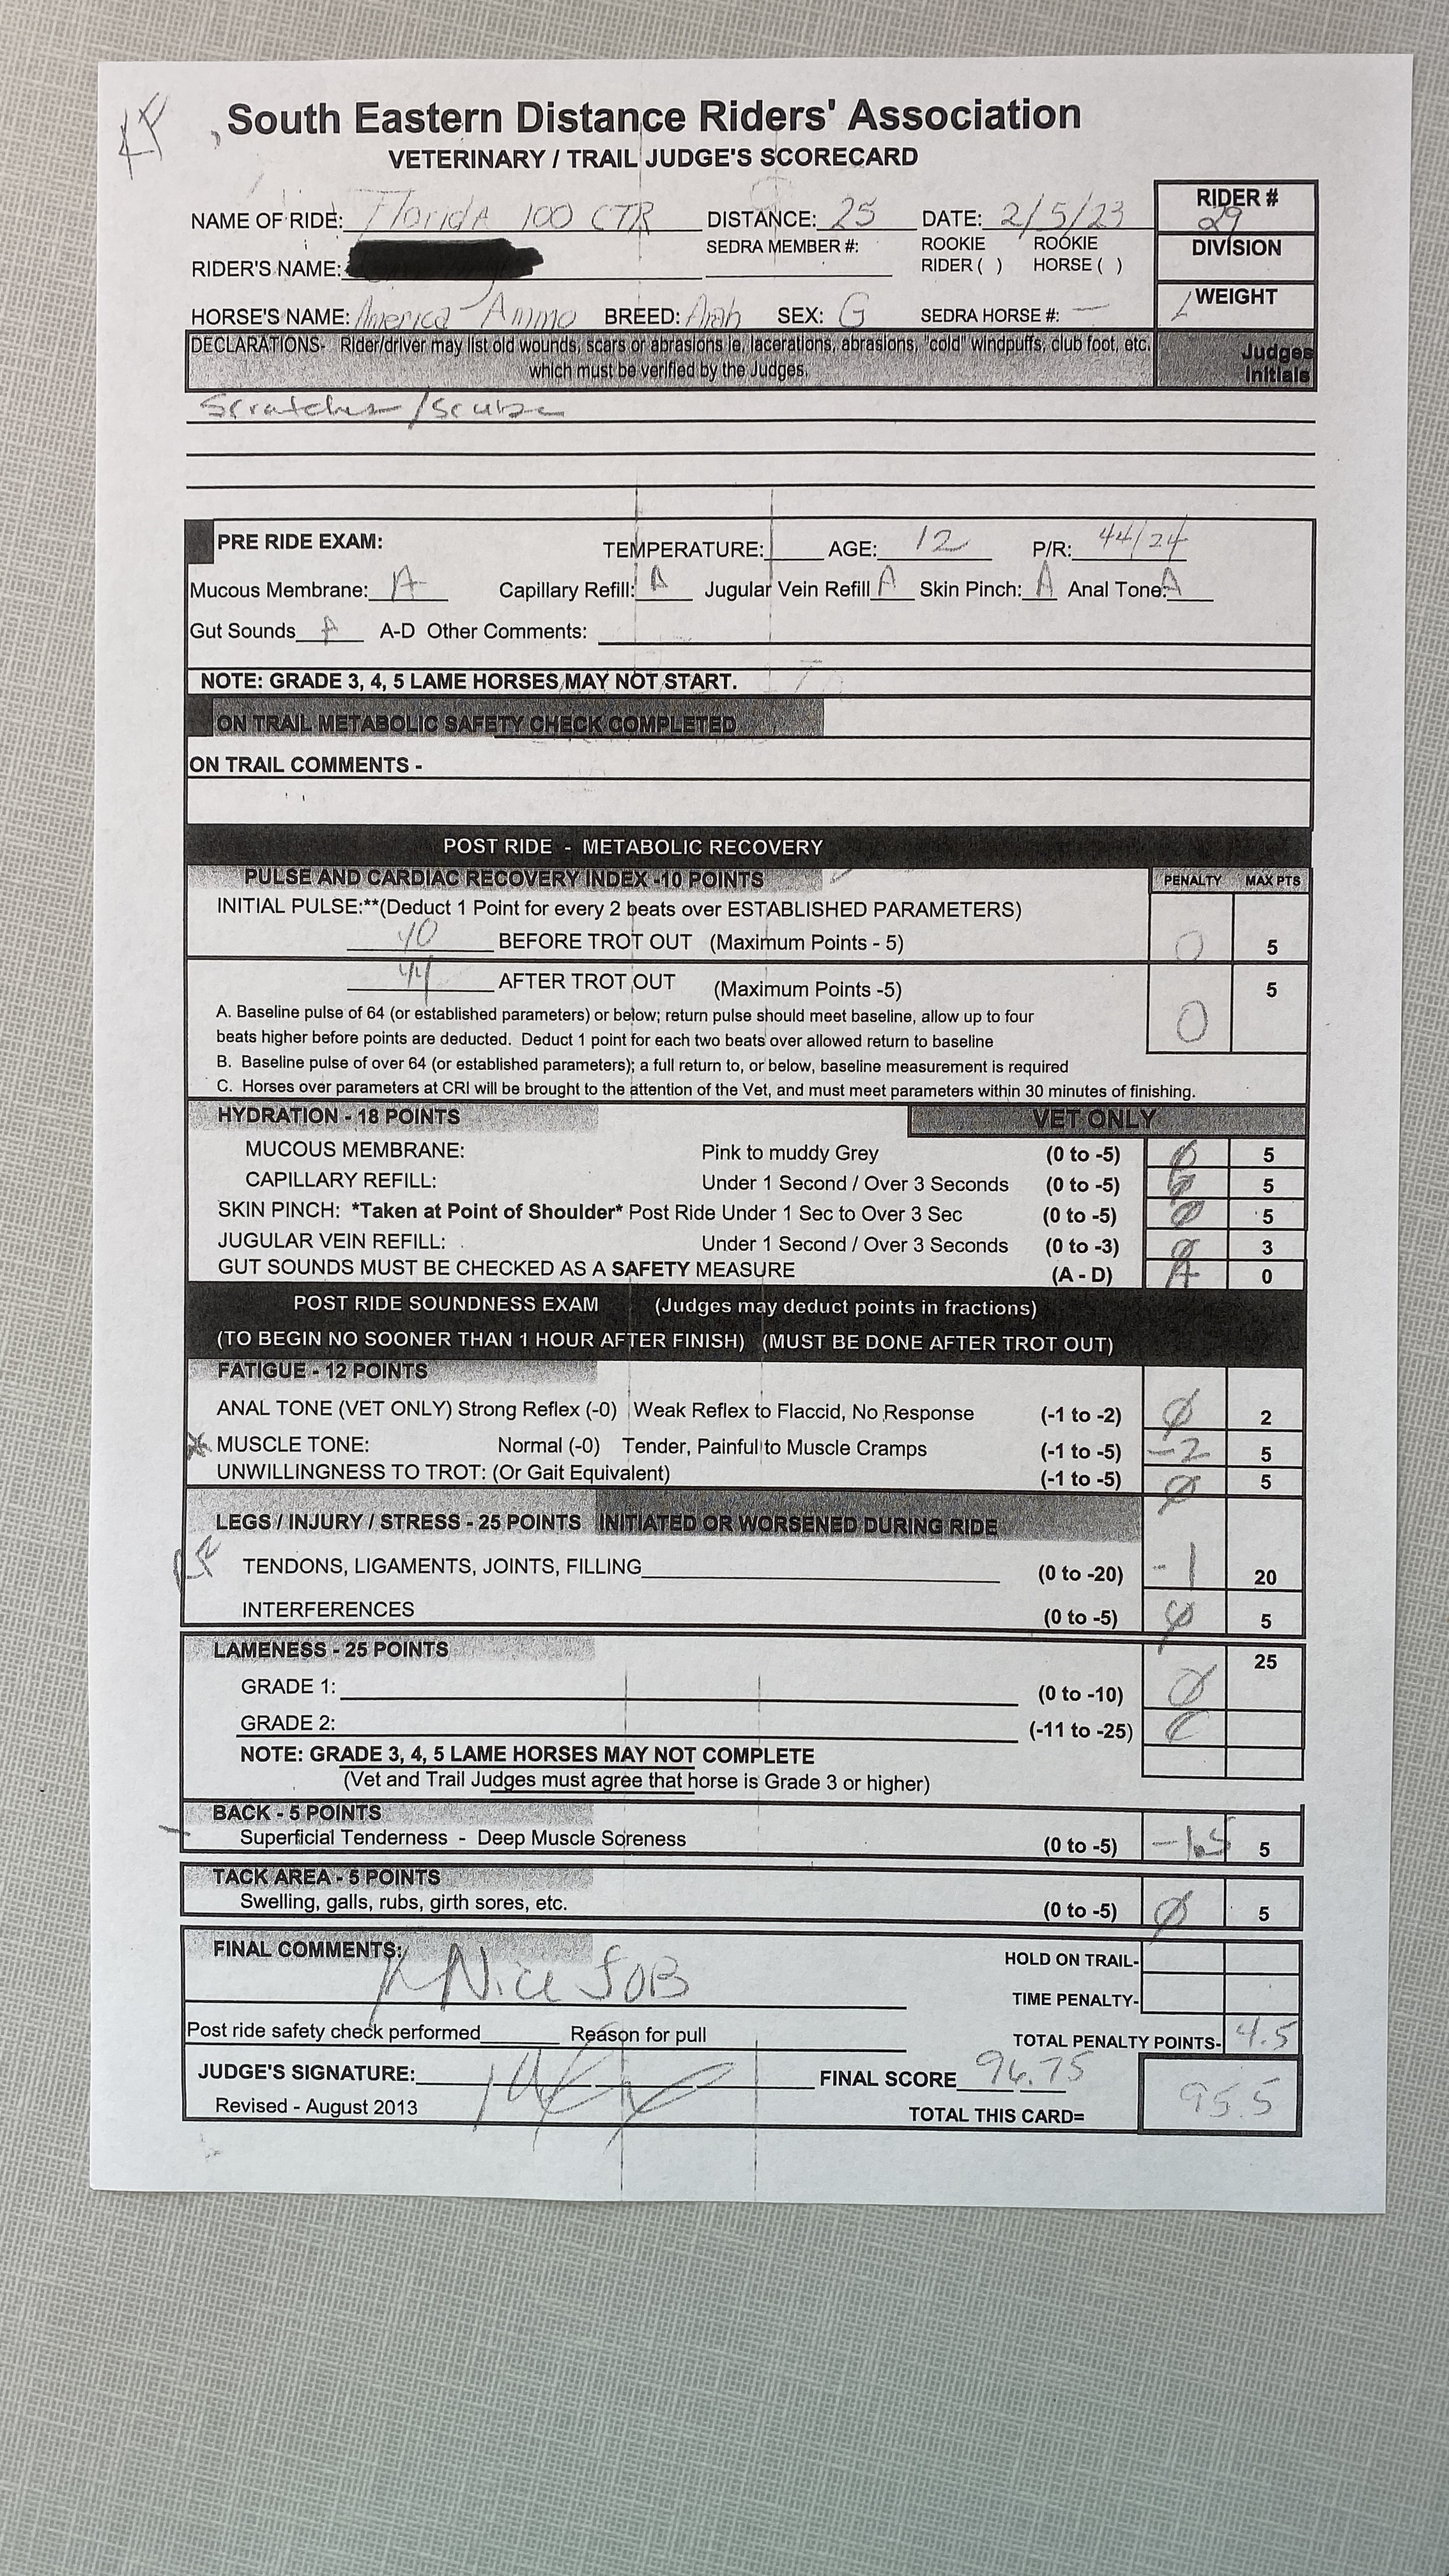 KF
South Eastern Distance Riders' Association
VETERINARY / TRAIL JUDGE'S SCORECARD
NAME OF RIDE: Florida 100 CTR DISTANCE: 25 DATE: 2/5/23 RIDER # 29
RIDER'S NAME: SEDRA MEMBER #: ROOKIE RIDER ( ) ROOKIE HORSE ( ) DIVISION
HORSE'S NAME: America Ammo BREED: Arab SEX: G SEDRA HORSE #: — WEIGHT L
DECLARATIONS- Rider/driver may list old wounds, scars or abrasions ie, lacerations, abrasions, "cold" windpuffs, club foot, etc. Judges
which must be verified by the Judges. Initials
Scratches/scurbs
PRE RIDE EXAM: TEMPERATURE: AGE: 12 P/R: 44/24
Mucous Membrane: A Capillary Refill: A Jugular Vein Refill A Skin Pinch: A Anal Tone: A
Gut Sounds A A-D Other Comments:
NOTE: GRADE 3, 4, 5 LAME HORSES MAY NOT START.
ON TRAIL METABOLIC SAFETY CHECK COMPLETED
ON TRAIL COMMENTS -
POST RIDE - METABOLIC RECOVERY
PULSE AND CARDIAC RECOVERY INDEX -10 POINTS PENALTY MAX PTS
INITIAL PULSE:**(Deduct 1 Point for every 2 beats over ESTABLISHED PARAMETERS)
40 BEFORE TROT OUT (Maximum Points - 5) 0 5
44 AFTER TROT OUT (Maximum Points -5) 0 5
A. Baseline pulse of 64 (or established parameters) or below; return pulse should meet baseline, allow up to four
beats higher before points are deducted. Deduct 1 point for each two beats over allowed return to baseline
B. Baseline pulse of over 64 (or established parameters); a full return to, or below, baseline measurement is required
C. Horses over parameters at CRI will be brought to the attention of the Vet, and must meet parameters within 30 minutes of finishing.
HYDRATION - 18 POINTS VET ONLY
MUCOUS MEMBRANE: Pink to muddy Grey (0 to -5) Ø 5
CAPILLARY REFILL: Under 1 Second / Over 3 Seconds (0 to -5) Ø 5
SKIN PINCH: *Taken at Point of Shoulder* Post Ride Under 1 Sec to Over 3 Sec (0 to -5) Ø 5
JUGULAR VEIN REFILL: Under 1 Second / Over 3 Seconds (0 to -3) Ø 3
GUT SOUNDS MUST BE CHECKED AS A SAFETY MEASURE (A - D) A 0
POST RIDE SOUNDNESS EXAM (Judges may deduct points in fractions)
(TO BEGIN NO SOONER THAN 1 HOUR AFTER FINISH) (MUST BE DONE AFTER TROT OUT)
FATIGUE - 12 POINTS
ANAL TONE (VET ONLY) Strong Reflex (-0) Weak Reflex to Flaccid, No Response (-1 to -2) Ø 2
* MUSCLE TONE: Normal (-0) Tender, Painful to Muscle Cramps (-1 to -5) -2 5
UNWILLINGNESS TO TROT: (Or Gait Equivalent) (-1 to -5) Ø 5
LEGS / INJURY / STRESS - 25 POINTS INITIATED OR WORSENED DURING RIDE
TENDONS, LIGAMENTS, JOINTS, FILLING (0 to -20) -1 20
INTERFERENCES (0 to -5) Ø 5
LAMENESS - 25 POINTS 25
GRADE 1: (0 to -10) Ø
GRADE 2: (-11 to -25)
NOTE: GRADE 3, 4, 5 LAME HORSES MAY NOT COMPLETE
(Vet and Trail Judges must agree that horse is Grade 3 or higher)
BACK - 5 POINTS
Superficial Tenderness - Deep Muscle Soreness (0 to -5) -1.5 5
TACK AREA - 5 POINTS
Swelling, galls, rubs, girth sores, etc. (0 to -5) Ø 5
FINAL COMMENTS: Nice JOB HOLD ON TRAIL-
TIME PENALTY-
Post ride safety check performed Reason for pull TOTAL PENALTY POINTS- 4.5
JUDGE'S SIGNATURE: FINAL SCORE 96.75
Revised - August 2013 TOTAL THIS CARD= 95.5